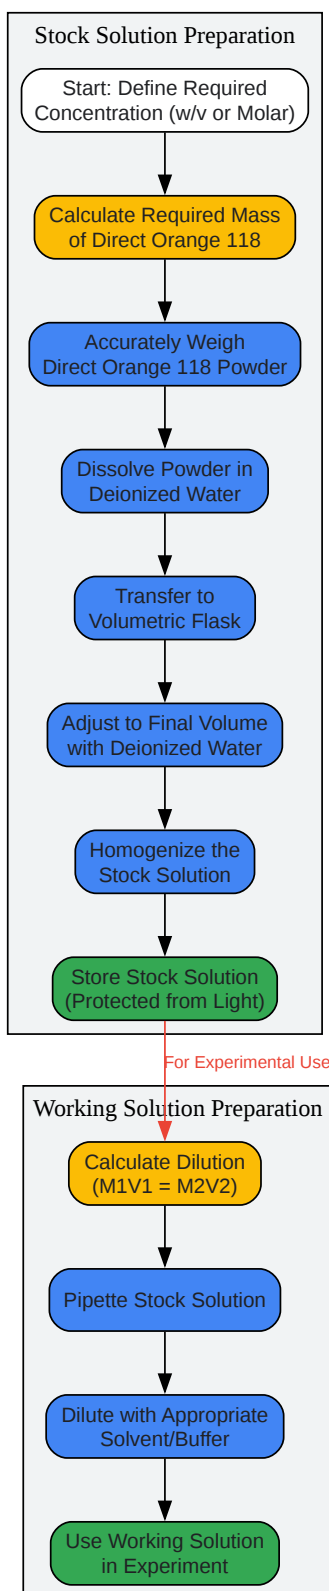 Stock Solution Preparation
Start: Define Required
Concentration (w/v or Molar)
Calculate Required Mass
of Direct Orange 118
Accurately Weigh
Direct Orange 118 Powder
Dissolve Powder in
Deionized Water
Transfer to
Volumetric Flask
Adjust to Final Volume
with Deionized Water
Homogenize the
Stock Solution
Store Stock Solution
(Protected from Light)
For Experimental Use
Working Solution Preparation
Calculate Dilution
(M1V1 = M2V2)
Pipette Stock Solution
Dilute with Appropriate
Solvent/Buffer
Use Working Solution
in Experiment